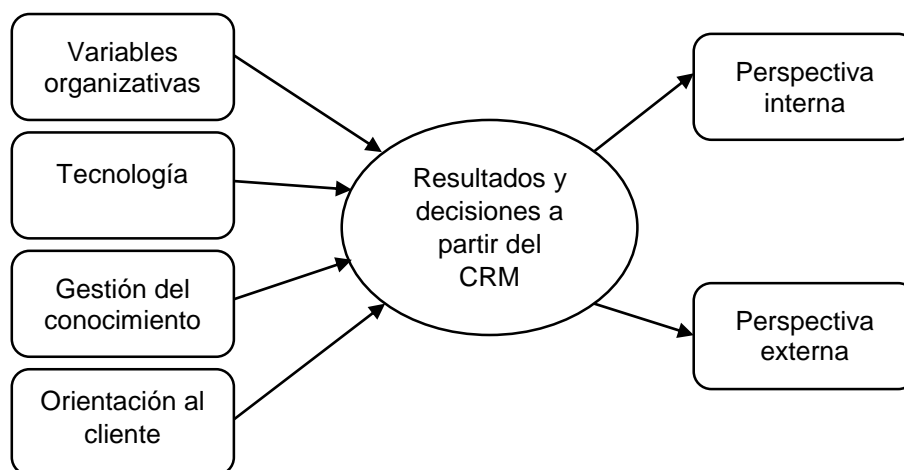 Variables
organizativas
Tecnología
Gestión del
conocimiento
Orientación al
cliente
Resultados y
decisiones a
partir del
CRM
Perspectiva
interna
Perspectiva
externa